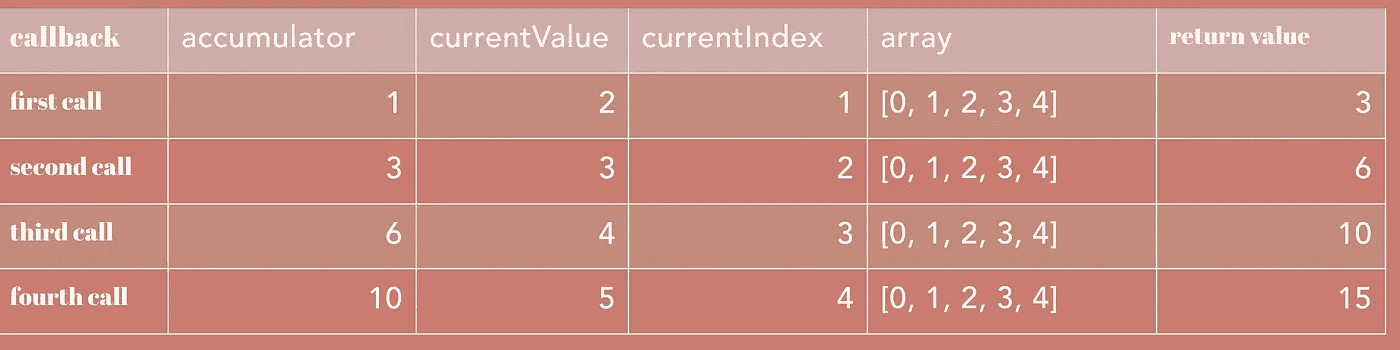 callback accumulator currentValue currentIndex array return value
first call 1 2 1 [0, 1, 2, 3, 4] 3
second call 3 3 2 [0, 1, 2, 3, 4] 6
third call 6 4 3 [0, 1, 2, 3, 4] 10
fourth call 10 5 4 [0, 1, 2, 3, 4] 15